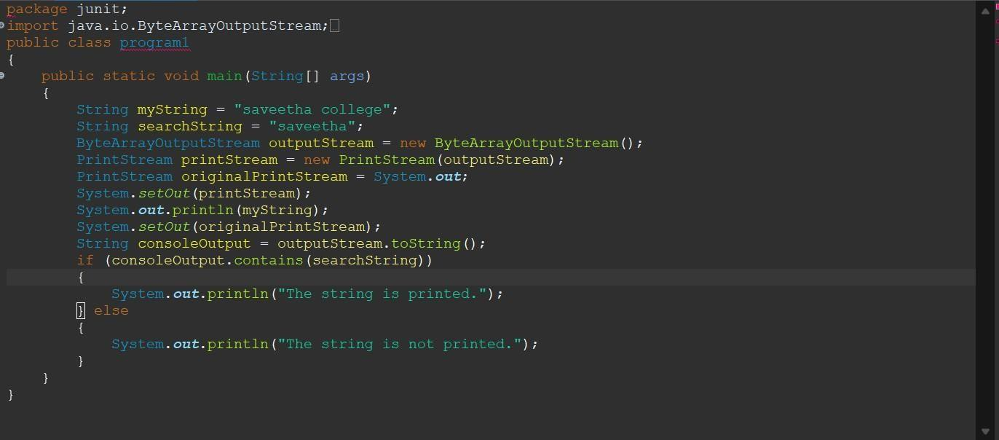 package junit;
import java.io.ByteArrayOutputStream;
public class program1
{
    public static void main(String[] args)
    {
        String myString = "saveetha college";
        String searchString = "saveetha";
        ByteArrayOutputStream outputStream = new ByteArrayOutputStream();
        PrintStream printStream = new PrintStream(outputStream);
        PrintStream originalPrintStream = System.out;
        System.setOut(printStream);
        System.out.println(myString);
        System.setOut(originalPrintStream);
        String consoleOutput = outputStream.toString();
        if (consoleOutput.contains(searchString))
        {
            System.out.println("The string is printed.");
        } else
        {
            System.out.println("The string is not printed.");
        }
    }
}